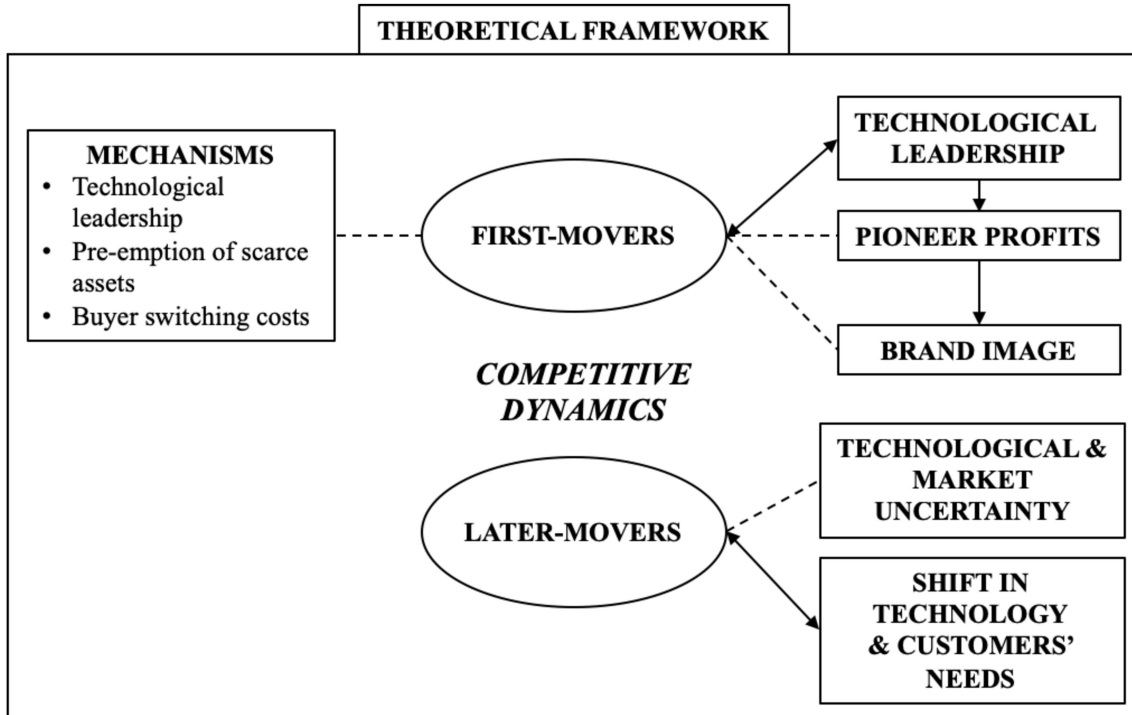 THEORETICAL FRAMEWORK
MECHANISMS
• Technological
leadership
• Pre-emption of scarce
assets
• Buyer switching costs
FIRST-MOVERS
TECHNOLOGICAL
LEADERSHIP
PIONEER PROFITS
BRAND IMAGE
COMPETITIVE
DYNAMICS
LATER-MOVERS
TECHNOLOGICAL &
MARKET
UNCERTAINTY
SHIFT IN
TECHNOLOGY
& CUSTOMERS’
NEEDS